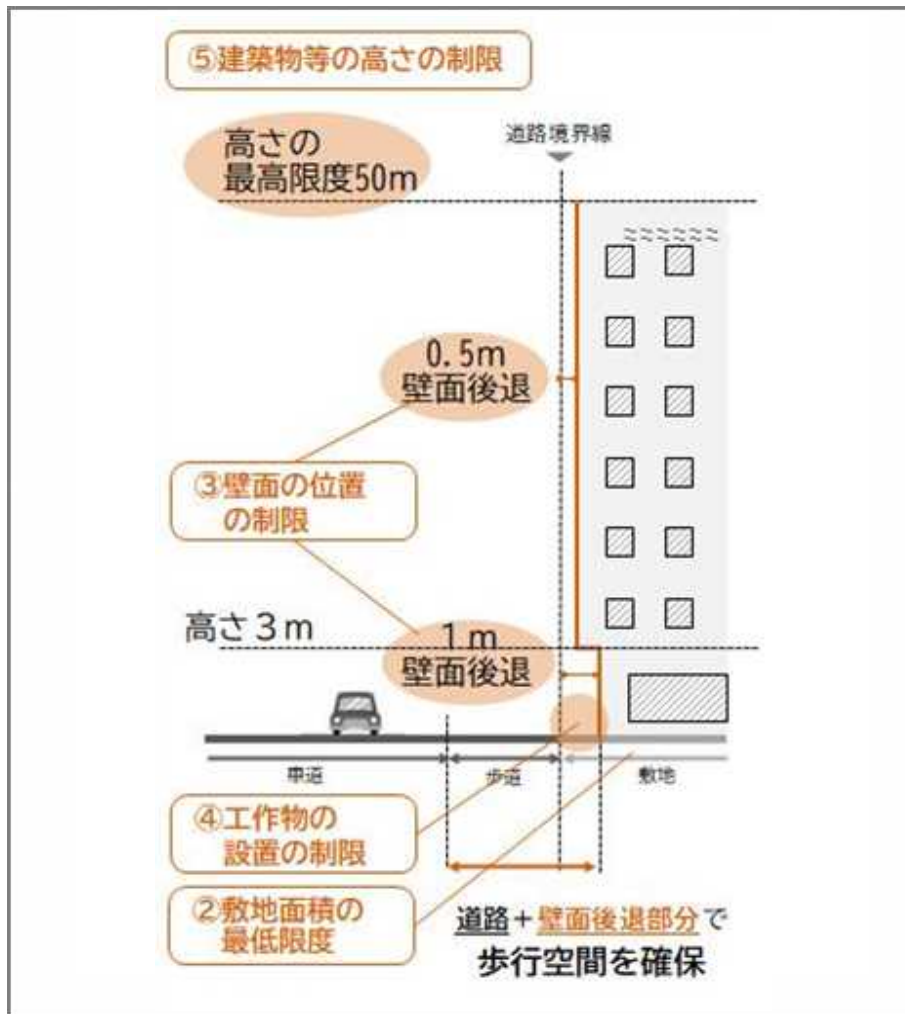 ⑤建築物等の高さの制限
道路境界線
高さの
最高限度50m
0.5m
壁面後退
③壁面の位置
の制限
高さ3m
1m
壁面後退
車道
歩道
敷地
④工作物の
設置の制限
②敷地面積の
最低限度
道路+壁面後退部分で
歩行空間を確保